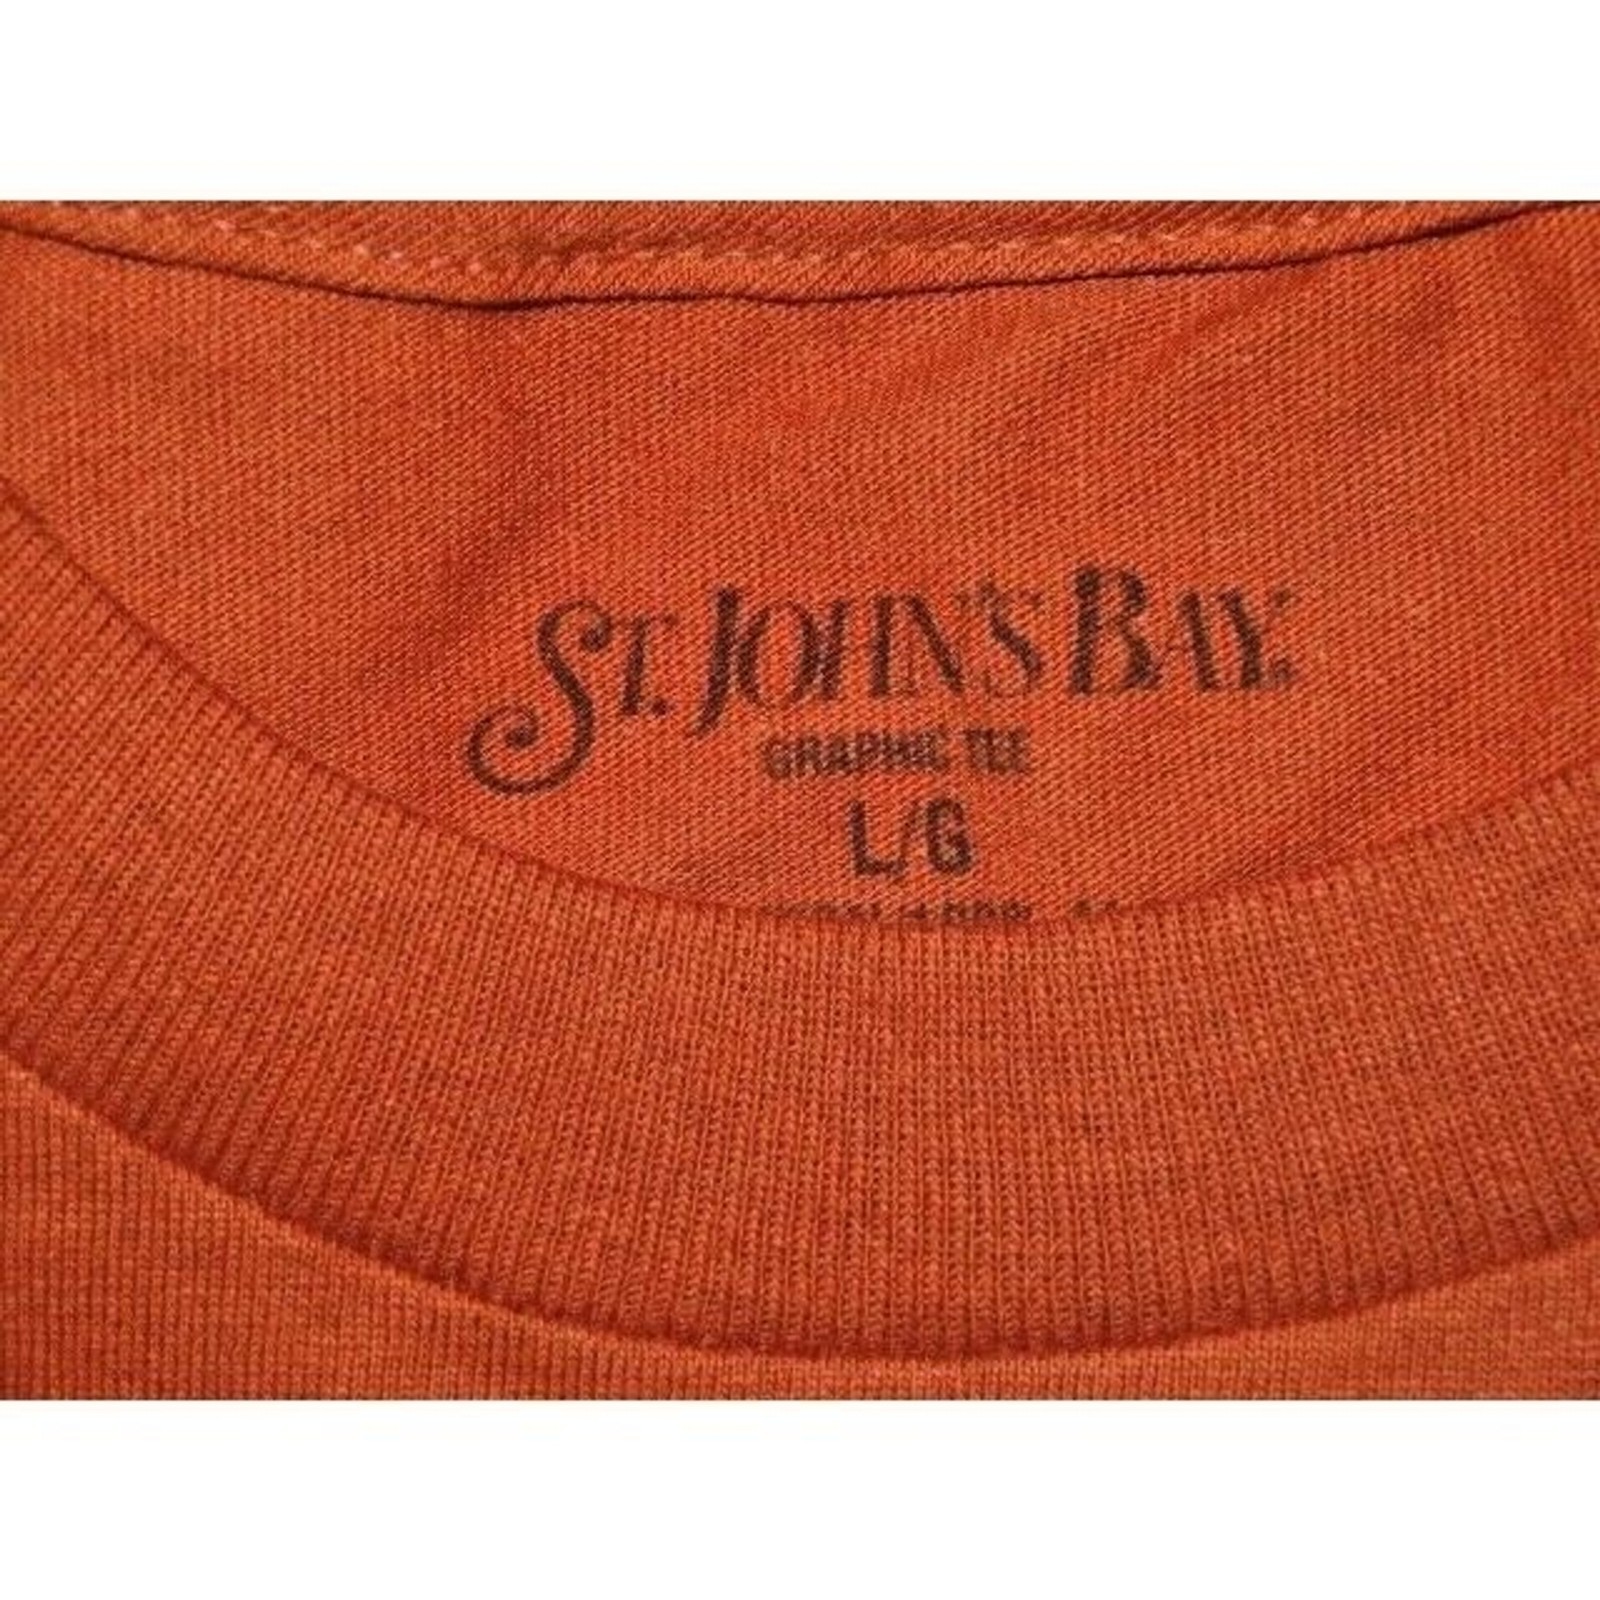 St. John's Bay.
GRAPHIC TEE
L/G